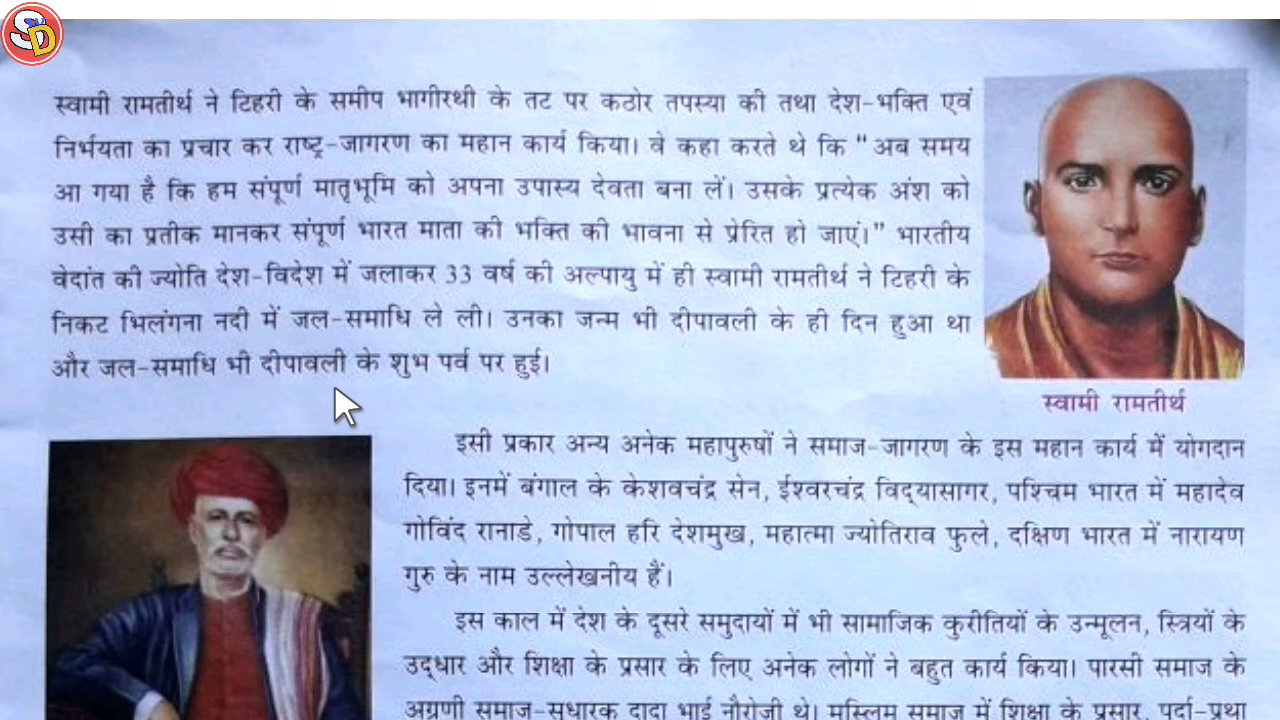 SD
स्वामी रामतीर्थ ने टिहरी के समीप भागीरथी के तट पर कठोर तपस्या की तथा देश-भक्ति एवं
निर्भयता का प्रचार कर राष्ट्र-जागरण का महान कार्य किया। वे कहा करते थे कि "अब समय
आ गया है कि हम संपूर्ण मातृभूमि को अपना उपास्य देवता बना लें। उसके प्रत्येक अंश को
उसी का प्रतीक मानकर संपूर्ण भारत माता की भक्ति की भावना से प्रेरित हो जाएं।" भारतीय
वेदांत की ज्योति देश-विदेश में जलाकर 33 वर्ष की अल्पायु में ही स्वामी रामतीर्थ ने टिहरी के
निकट भिलंगना नदी में जल-समाधि ले ली। उनका जन्म भी दीपावली के ही दिन हुआ था
और जल-समाधि भी दीपावली के शुभ पर्व पर हुई।
स्वामी रामतीर्थ
इसी प्रकार अन्य अनेक महापुरुषों ने समाज-जागरण के इस महान कार्य में योगदान
दिया। इनमें बंगाल के केशवचंद्र सेन, ईश्वरचंद्र विद्‌यासागर, पश्चिम भारत में महादेव
गोविंद रानाडे, गोपाल हरि देशमुख, महात्मा ज्योतिराव फुले, दक्षिण भारत में नारायण
गुरु के नाम उल्लेखनीय हैं।
इस काल में देश के दूसरे समुदायों में भी सामाजिक कुरीतियों के उन्मूलन, स्त्रियों के
उद्‌धार और शिक्षा के प्रसार के लिए अनेक लोगों ने बहुत कार्य किया। पारसी समाज के
अग्रणी समाज-सुधारक दादा भाई नौरोजी थे। मुस्लिम समाज में शिक्षा के प्रसार, पर्दा-प्रथा